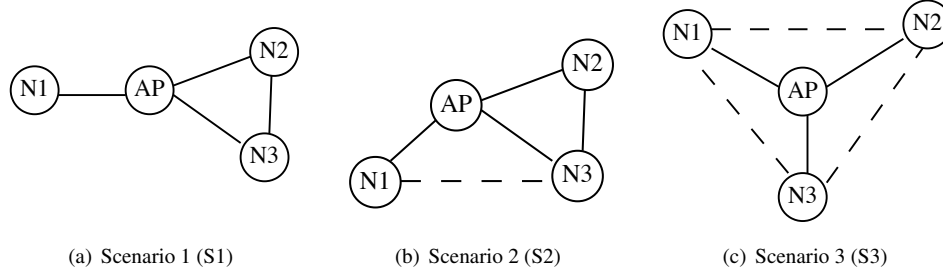 N1
AP
N2
N3
(a) Scenario 1 (S1)
N1
AP
N2
N3
(b) Scenario 2 (S2)
N1
N2
AP
N3
(c) Scenario 3 (S3)